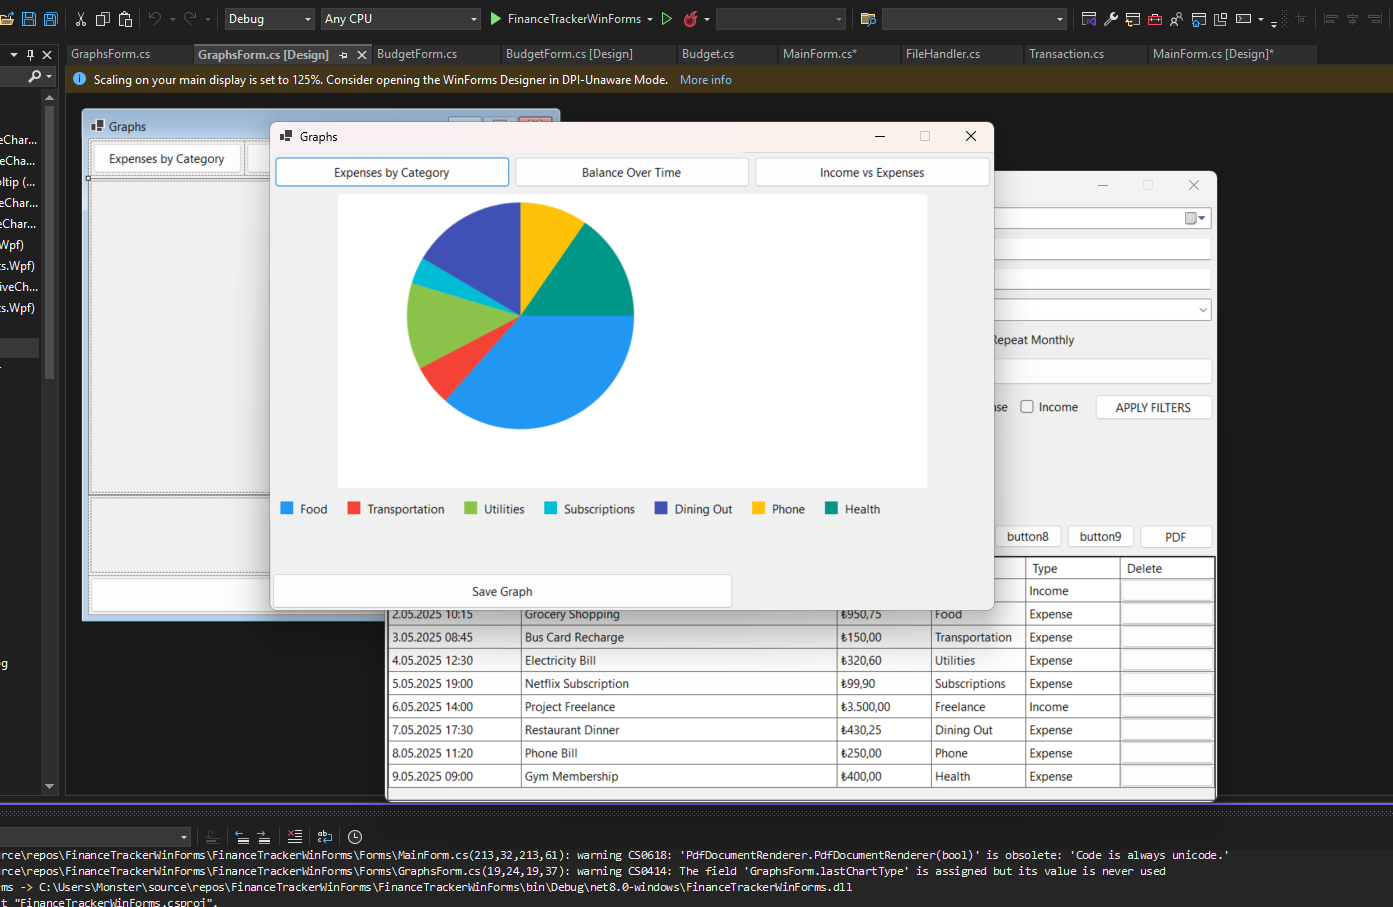 Debug
Any CPU
FinanceTrackerWinForms
GraphsForm.cs
GraphsForm.cs [Design]
BudgetForm.cs
BudgetForm.cs [Design]
Budget.cs
MainForm.cs*
FileHandler.cs
Transaction.cs
MainForm.cs [Design]*
Scaling on your main display is set to 125%. Consider opening the WinForms Designer in DPI-Unaware Mode. More info
eChar...
eCha...
oltip (...
eChar...
eChar...
Wpf)
s.Wpf)
iveCh...
ts.Wpf)
Graphs
Expenses by Category
Graphs
Expenses by Category
Balance Over Time
Income vs Expenses
Food
Transportation
Utilities
Subscriptions
Dining Out
Phone
Health
Save Graph
Repeat Monthly
nse
Income
APPLY FILTERS
button8
button9
PDF
Type Delete
Income
2.05.2025 10:15 Grocery Shopping ₺950,75 Food Expense
3.05.2025 08:45 Bus Card Recharge ₺150,00 Transportation Expense
4.05.2025 12:30 Electricity Bill ₺320,60 Utilities Expense
5.05.2025 19:00 Netflix Subscription ₺99,90 Subscriptions Expense
6.05.2025 14:00 Project Freelance ₺3.500,00 Freelance Income
7.05.2025 17:30 Restaurant Dinner ₺430,25 Dining Out Expense
8.05.2025 11:20 Phone Bill ₺250,00 Phone Expense
9.05.2025 09:00 Gym Membership ₺400,00 Health Expense
g
rce\repos\FinanceTrackerWinForms\FinanceTrackerWinForms\Forms\MainForm.cs(213,32,213,61): warning CS0618: 'PdfDocumentRenderer.PdfDocumentRenderer(bool)' is obsolete: 'Code is always unicode.'
rce\repos\FinanceTrackerWinForms\FinanceTrackerWinForms\Forms\GraphsForm.cs(19,24,19,37): warning CS0414: The field 'GraphsForm.lastChartType' is assigned but its value is never used
rms -> C:\Users\Monster\source\repos\FinanceTrackerWinForms\FinanceTrackerWinForms\bin\Debug\net8.0-windows\FinanceTrackerWinForms.dll
t "FinanceTrackerWinForms.csproj".